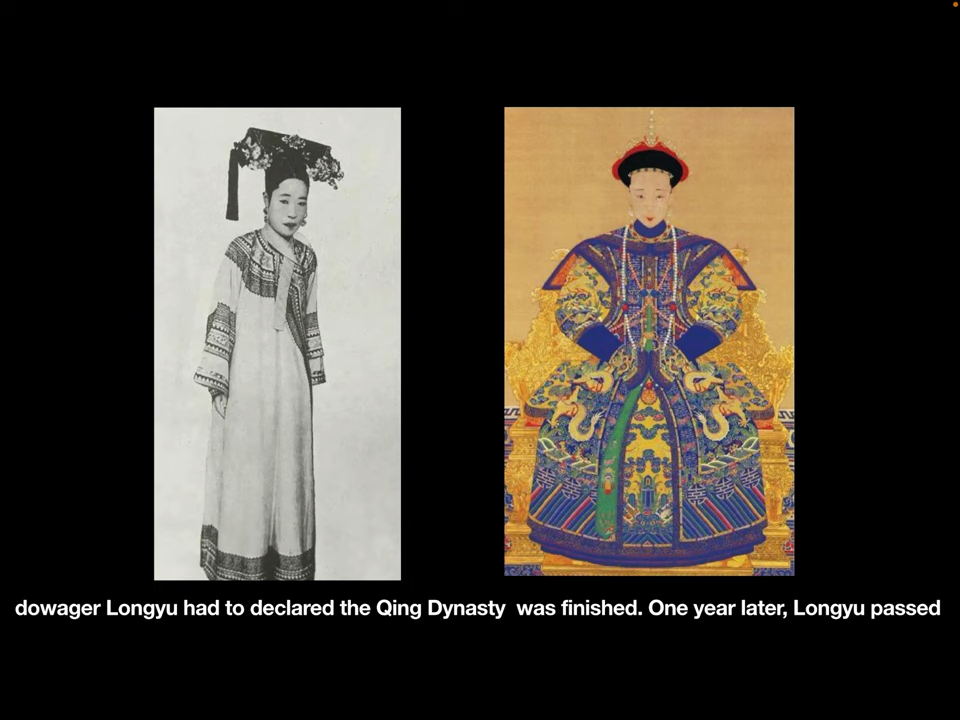 dowager Longyu had to declared the Qing Dynasty  was finished. One year later, Longyu passed